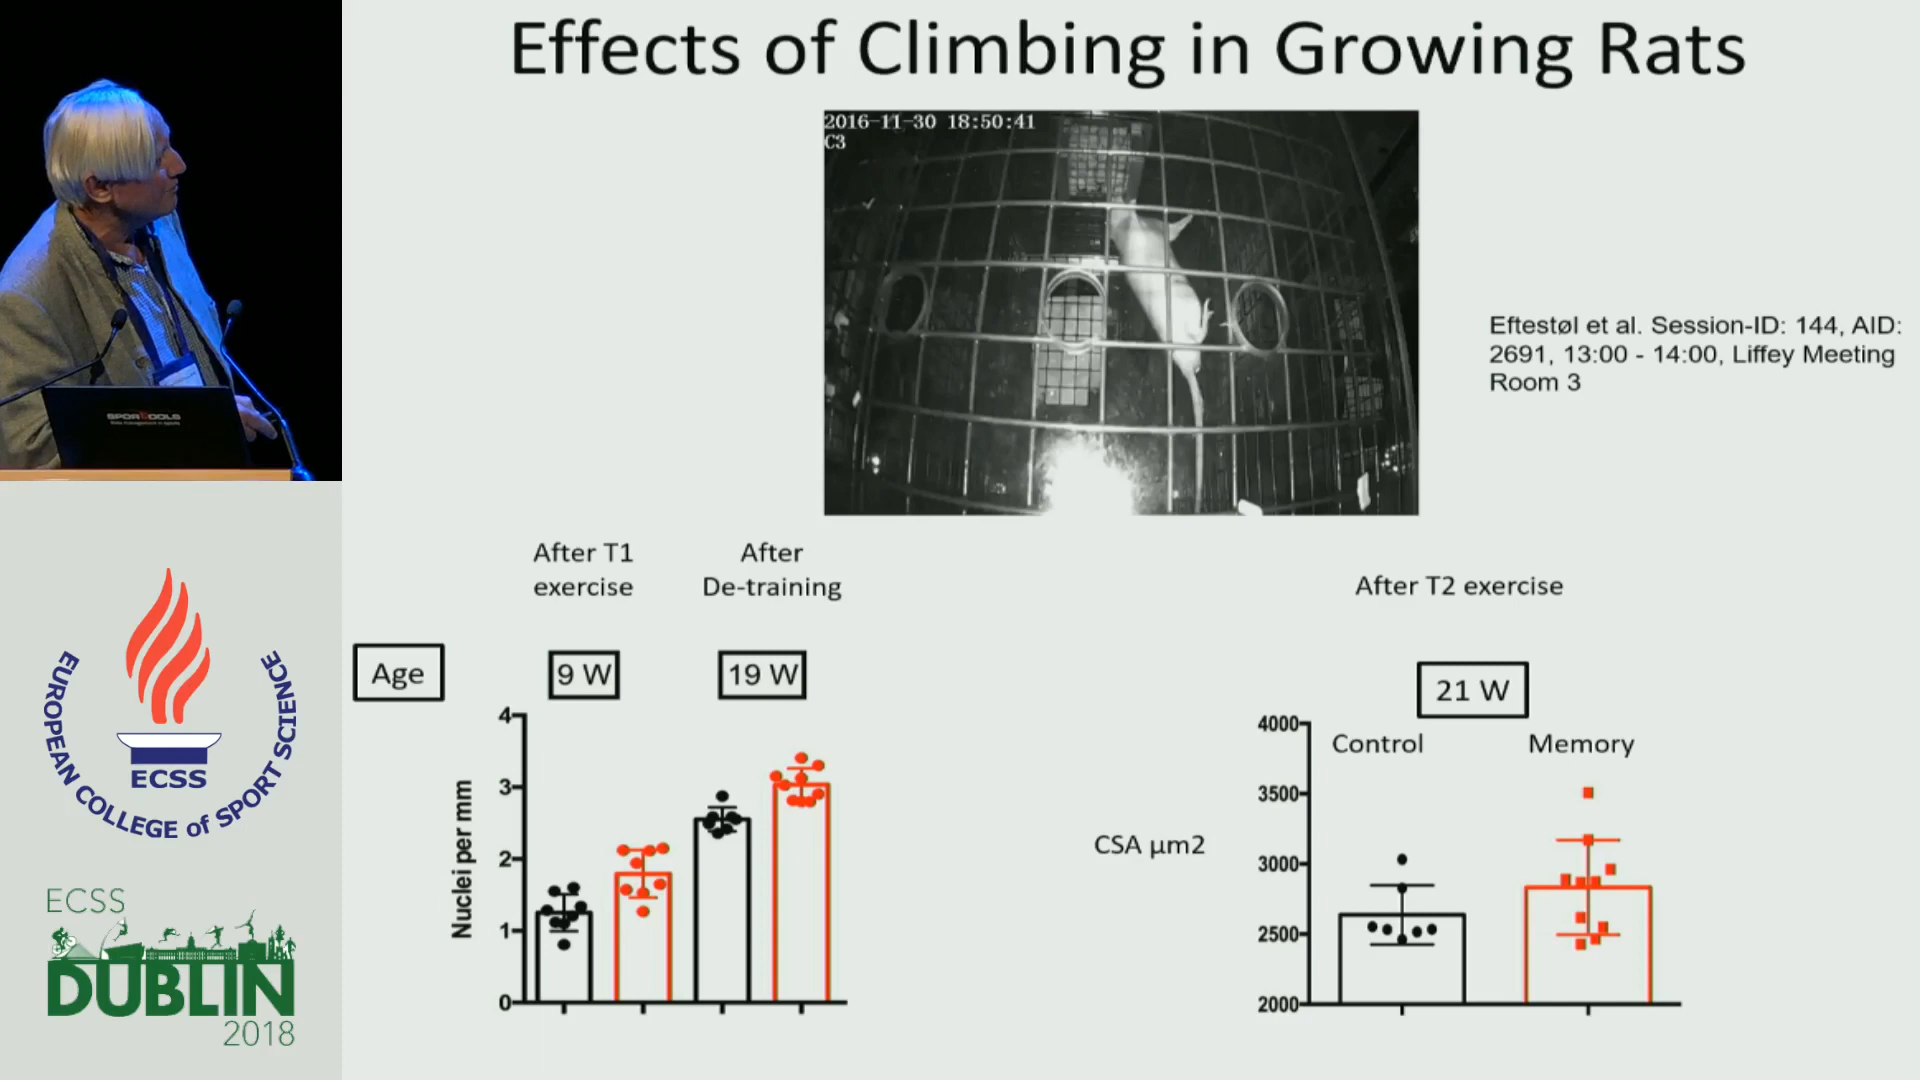 Effects of Climbing in Growing Rats
2016-11-30 18:50:41
C3
Eftestøl et al. Session-ID: 144, AID:
2691, 13:00 - 14:00, Liffey Meeting
Room 3
After T1
exercise
After
De-training
After T2 exercise
Age
9 W
19 W
21 W
Nuclei per mm
4
3
2
1
0
CSA µm2
4000
3500
3000
2500
2000
Control
Memory
EUROPEAN COLLEGE of SPORT SCIENCE
ECSS
ECSS
DUBLIN
2018